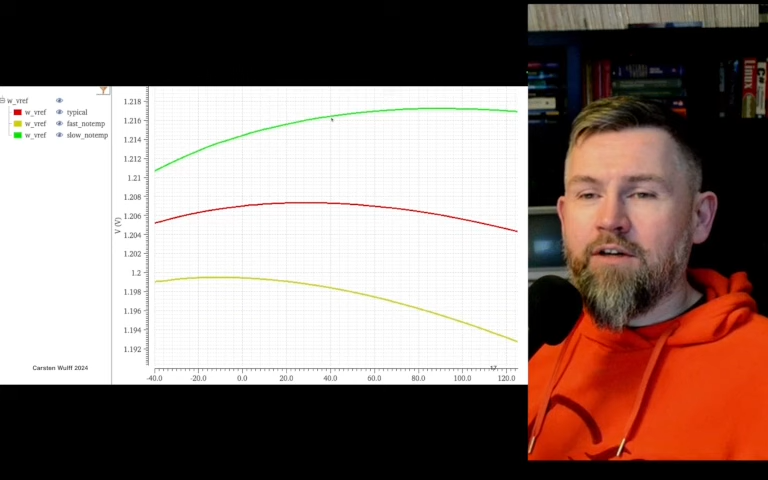 w_vref
w_vref typical
w_vref fast_notemp
w_vref slow_notemp
V (V)
1.218
1.216
1.214
1.212
1.21
1.208
1.206
1.204
1.202
1.2
1.198
1.196
1.194
1.192
-40.0 -20.0 0.0 20.0 40.0 60.0 80.0 100.0 120.0
Carsten Wulff 2024
17
Linux